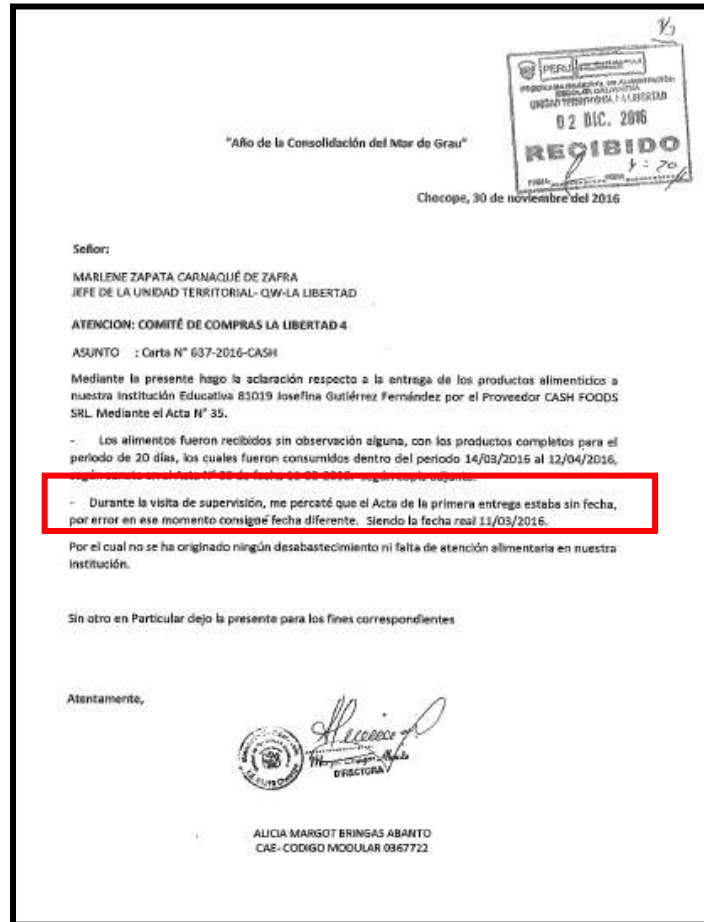 PERU
UNIDAD TERRITORIAL LA LIBERTAD
02 DIC. 2016
RECIBIDO
"Año de la Consolidación del Mar de Grau"
Chocope, 30 de noviembre del 2016
Señor:
MARLENE ZAPATA CARNAQUÉ DE ZAFRA
JEFE DE LA UNIDAD TERRITORIAL- QW-LA LIBERTAD
ATENCION: COMITÉ DE COMPRAS LA LIBERTAD 4
ASUNTO : Carta N° 637-2016-CASH
Mediante la presente hago la aclaración respecto a la entrega de los productos alimenticios a
nuestra Institución Educativa 81019 Josefina Gutiérrez Fernández por el Proveedor CASH FOODS
SRL. Mediante el Acta N° 35.
- Los alimentos fueron recibidos sin observación alguna, con los productos completos para el
periodo de 20 días, los cuales fueron consumidos dentro del periodo 14/03/2016 al 12/04/2016,
- Durante la visita de supervisión, me percaté que el Acta de la primera entrega estaba sin fecha,
por error en ese momento consigné fecha diferente. Siendo la fecha real 11/03/2016.
Por el cual no se ha originado ningún desabastecimiento ni falta de atención alimentaria en nuestra
institución.
Sin otro en Particular dejo la presente para los fines correspondientes
Atentamente,
DIRECTORA
ALICIA MARGOT BRINGAS ABANTO
CAE- CODIGO MODULAR 0367722